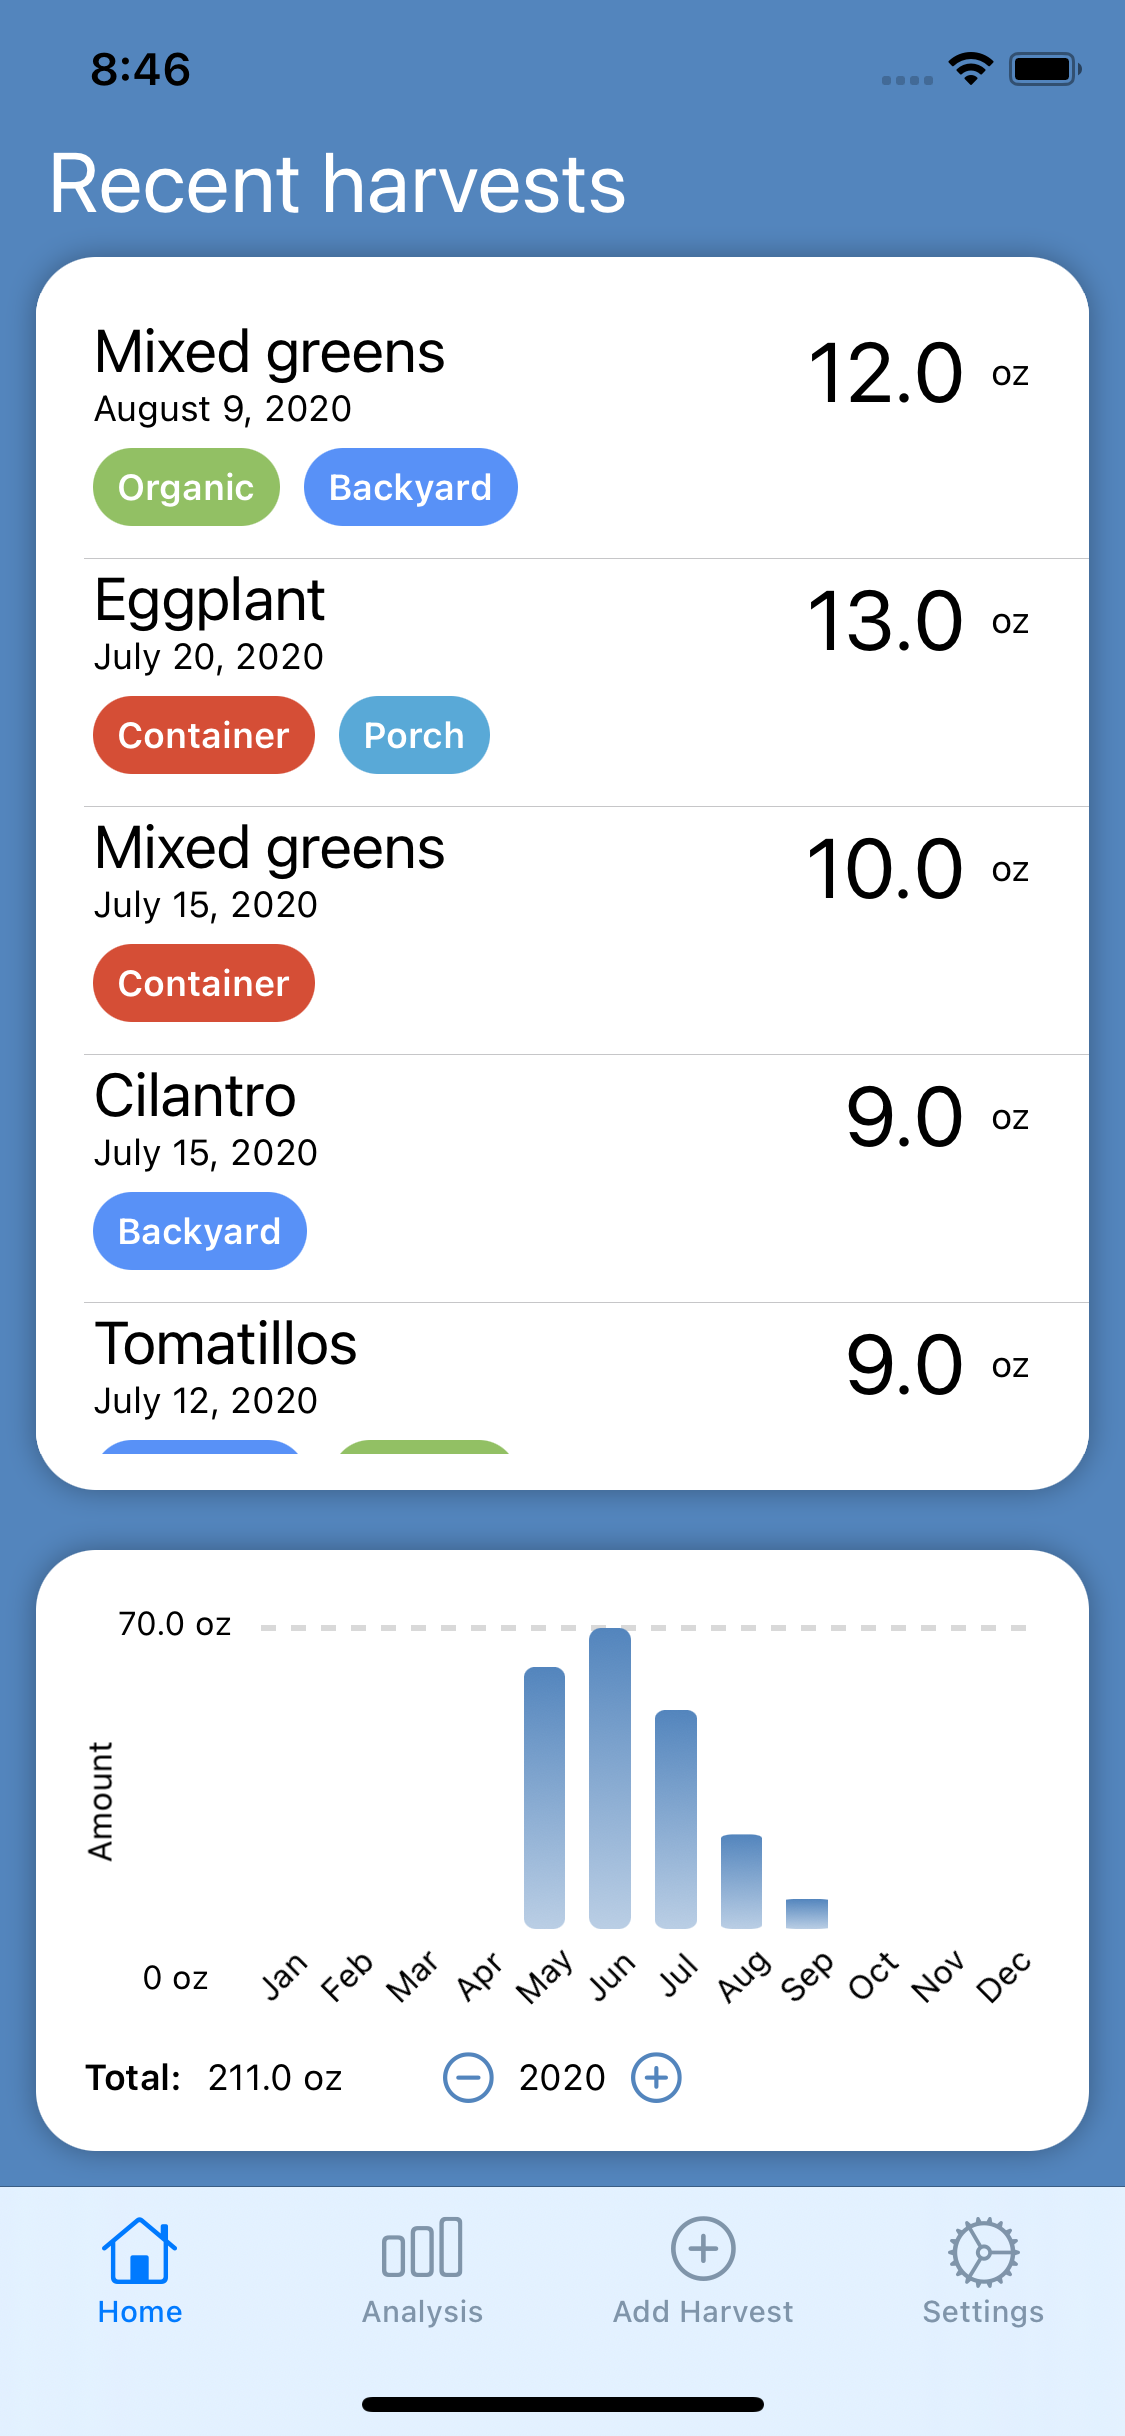 8:46
Recent harvests
Mixed greens
12.0 oz
August 9, 2020
Organic Backyard
Eggplant
13.0 oz
July 20, 2020
Container Porch
Mixed greens
10.0 oz
July 15, 2020
Container
Cilantro
9.0 oz
July 15, 2020
Backyard
Tomatillos
9.0 oz
July 12, 2020
70.0 oz
Amount
0 oz
Jan Feb Mar Apr May Jun Jul Aug Sep Oct Nov Dec
Total: 211.0 oz 2020
Home Analysis Add Harvest Settings